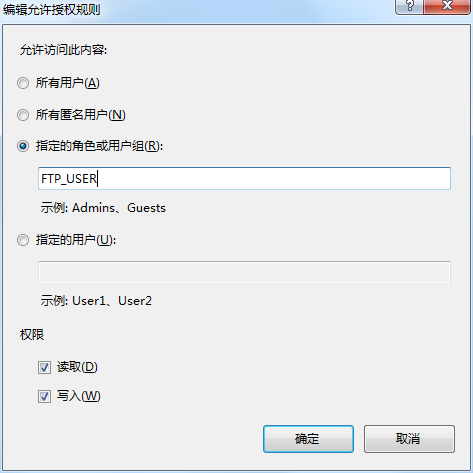 编辑允许授权规则
允许访问此内容:
所有用户(A)
所有匿名用户(N)
指定的角色或用户组(R):
FTP_USER
示例: Admins、Guests
指定的用户(U):
示例: User1、User2
权限
读取(D)
写入(W)
确定
取消